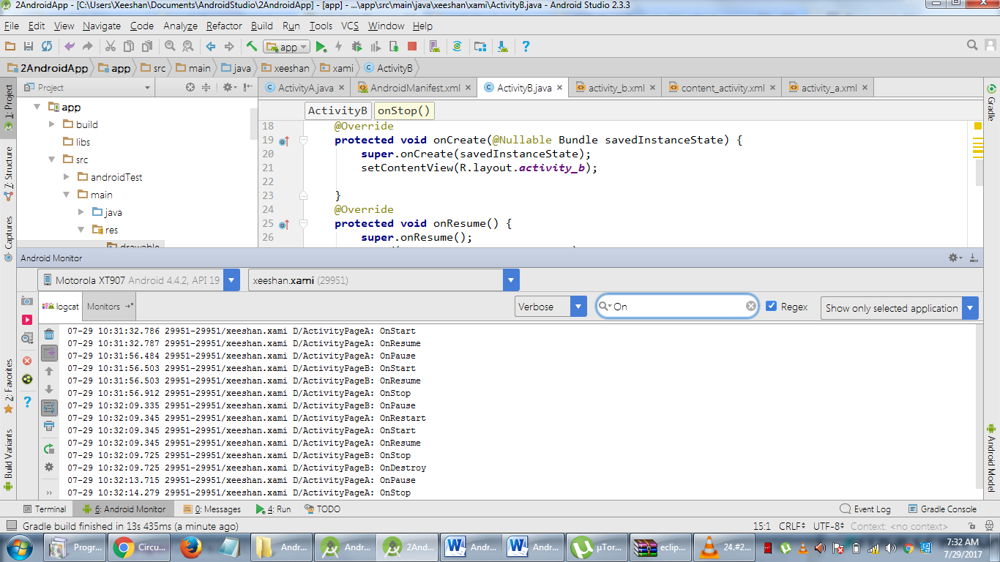 2AndroidApp - [C:\Users\Xeeshan\Documents\AndroidStudio\2AndroidApp] - [app] - ...\app\src\main\java\xeeshan\xami\ActivityB.java - Android Studio 2.3.3
File Edit View Navigate Code Analyze Refactor Build Run Tools VCS Window Help
app
2AndroidApp app src main java xeeshan xami ActivityB
Project
ActivityA.java AndroidManifest.xml ActivityB.java activity_b.xml content_activity.xml activity_a.xml
1: Project
7: Structure
Captures
2: Favorites
Build Variants
app
build
libs
src
androidTest
main
java
res
drawable
ActivityB onStop()
18 @Override
19 protected void onCreate(@Nullable Bundle savedInstanceState) {
20 super.onCreate(savedInstanceState);
21 setContentView(R.layout.activity_b);
22
23 }
24 @Override
25 protected void onResume() {
26 super.onResume();
Gradle
Android Model
Android Monitor
Motorola XT907 Android 4.4.2, API 19 xeeshan.xami (29951)
logcat Monitors Verbose On Regex Show only selected application
07-29 10:31:32.786 29951-29951/xeeshan.xami D/ActivityPageA: OnStart
07-29 10:31:32.787 29951-29951/xeeshan.xami D/ActivityPageA: OnResume
07-29 10:31:56.484 29951-29951/xeeshan.xami D/ActivityPageA: OnPause
07-29 10:31:56.503 29951-29951/xeeshan.xami D/ActivityPageB: OnStart
07-29 10:31:56.503 29951-29951/xeeshan.xami D/ActivityPageB: OnResume
07-29 10:31:56.912 29951-29951/xeeshan.xami D/ActivityPageA: OnStop
07-29 10:32:09.335 29951-29951/xeeshan.xami D/ActivityPageB: OnPause
07-29 10:32:09.345 29951-29951/xeeshan.xami D/ActivityPageA: OnRestart
07-29 10:32:09.345 29951-29951/xeeshan.xami D/ActivityPageA: OnStart
07-29 10:32:09.345 29951-29951/xeeshan.xami D/ActivityPageA: OnResume
07-29 10:32:09.725 29951-29951/xeeshan.xami D/ActivityPageB: OnStop
07-29 10:32:09.725 29951-29951/xeeshan.xami D/ActivityPageB: OnDestroy
07-29 10:32:13.715 29951-29951/xeeshan.xami D/ActivityPageA: OnPause
07-29 10:32:14.279 29951-29951/xeeshan.xami D/ActivityPageA: OnStop
Terminal 6: Android Monitor 0: Messages 4: Run TODO Event Log Gradle Console
Gradle build finished in 13s 435ms (a minute ago) 15:1 CRLF UTF-8 Context: <no context>
Progr... Circu... Andr... Andr... 2And... Andr... Andr... µTor... eclip... 24.#2... 7:32 AM
7/29/2017